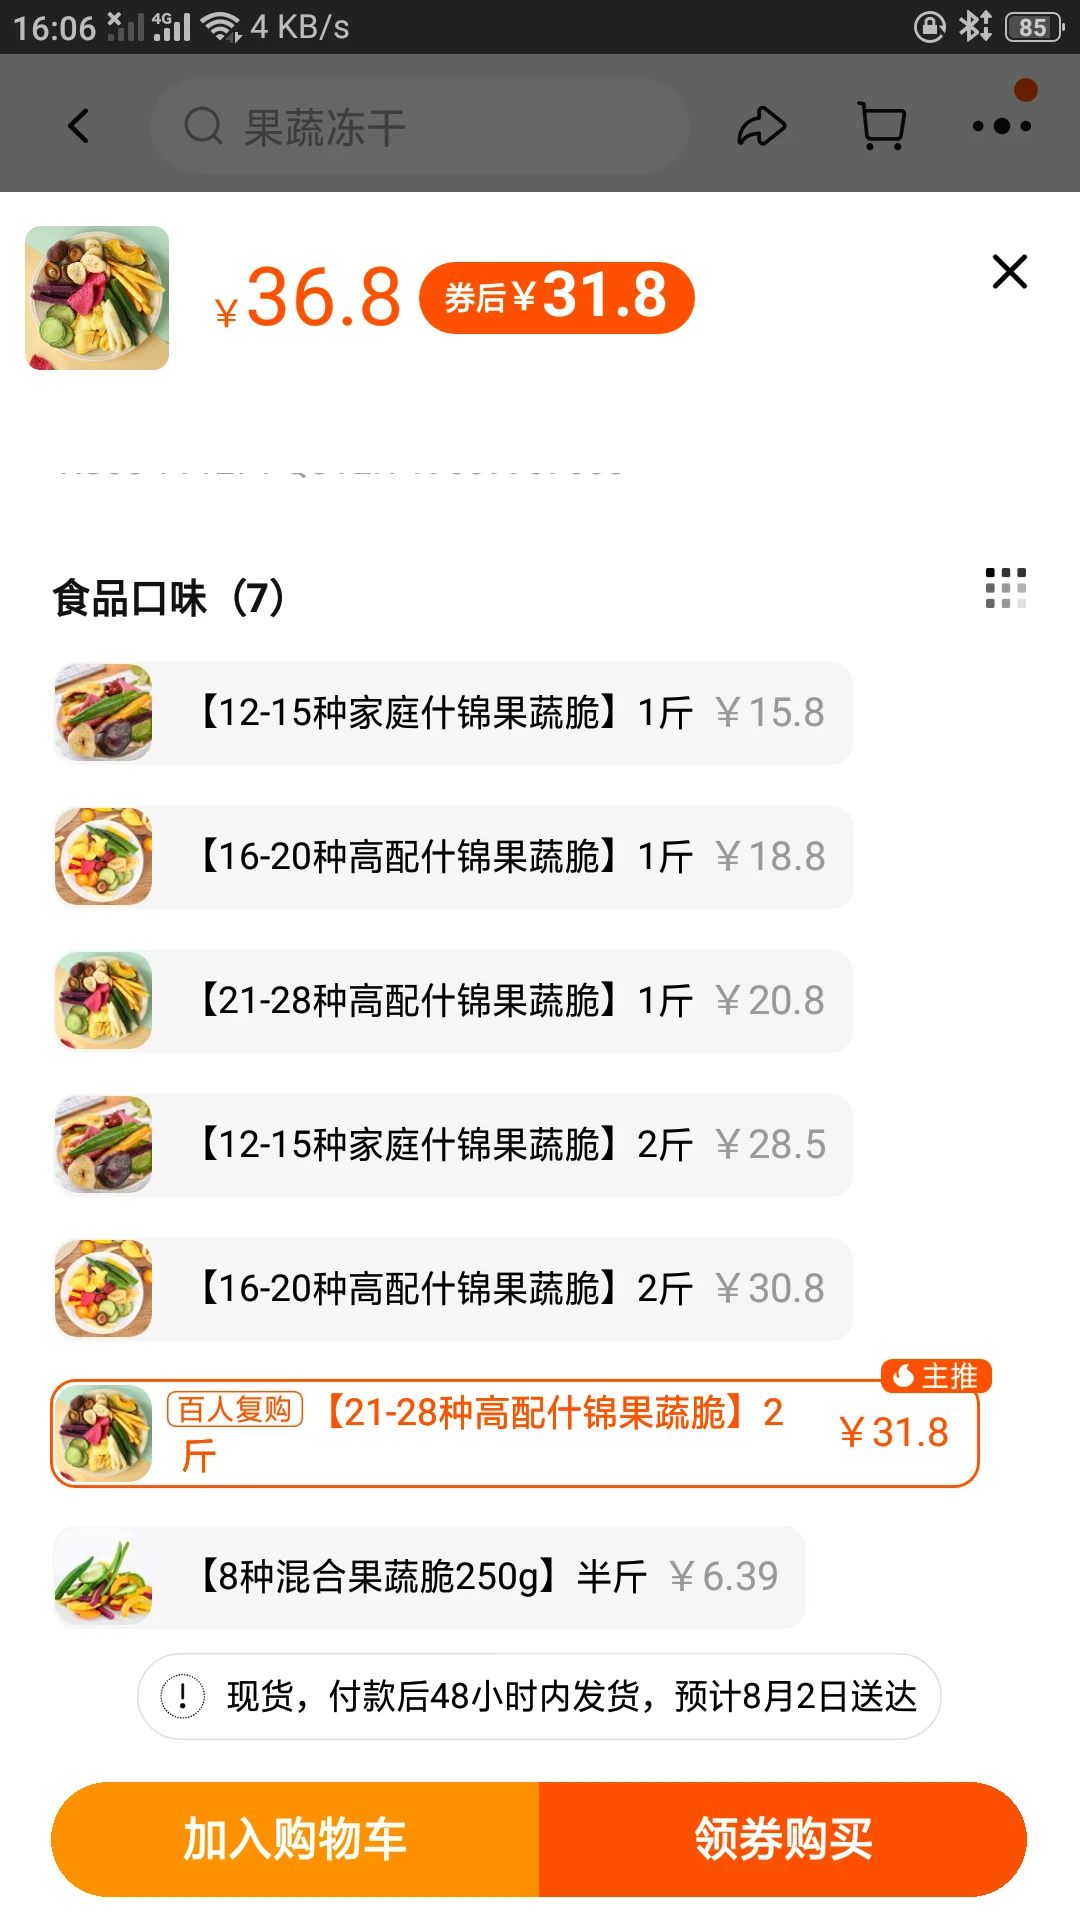 16:06 4G 4 KB/s 85
果蔬冻干
￥36.8 券后￥31.8
食品口味（7）
【12-15种家庭什锦果蔬脆】1斤 ￥15.8
【16-20种高配什锦果蔬脆】1斤 ￥18.8
【21-28种高配什锦果蔬脆】1斤 ￥20.8
【12-15种家庭什锦果蔬脆】2斤 ￥28.5
【16-20种高配什锦果蔬脆】2斤 ￥30.8
主推
百人复购 【21-28种高配什锦果蔬脆】2
斤 ￥31.8
【8种混合果蔬脆250g】半斤 ￥6.39
现货，付款后48小时内发货，预计8月2日送达
加入购物车 领券购买